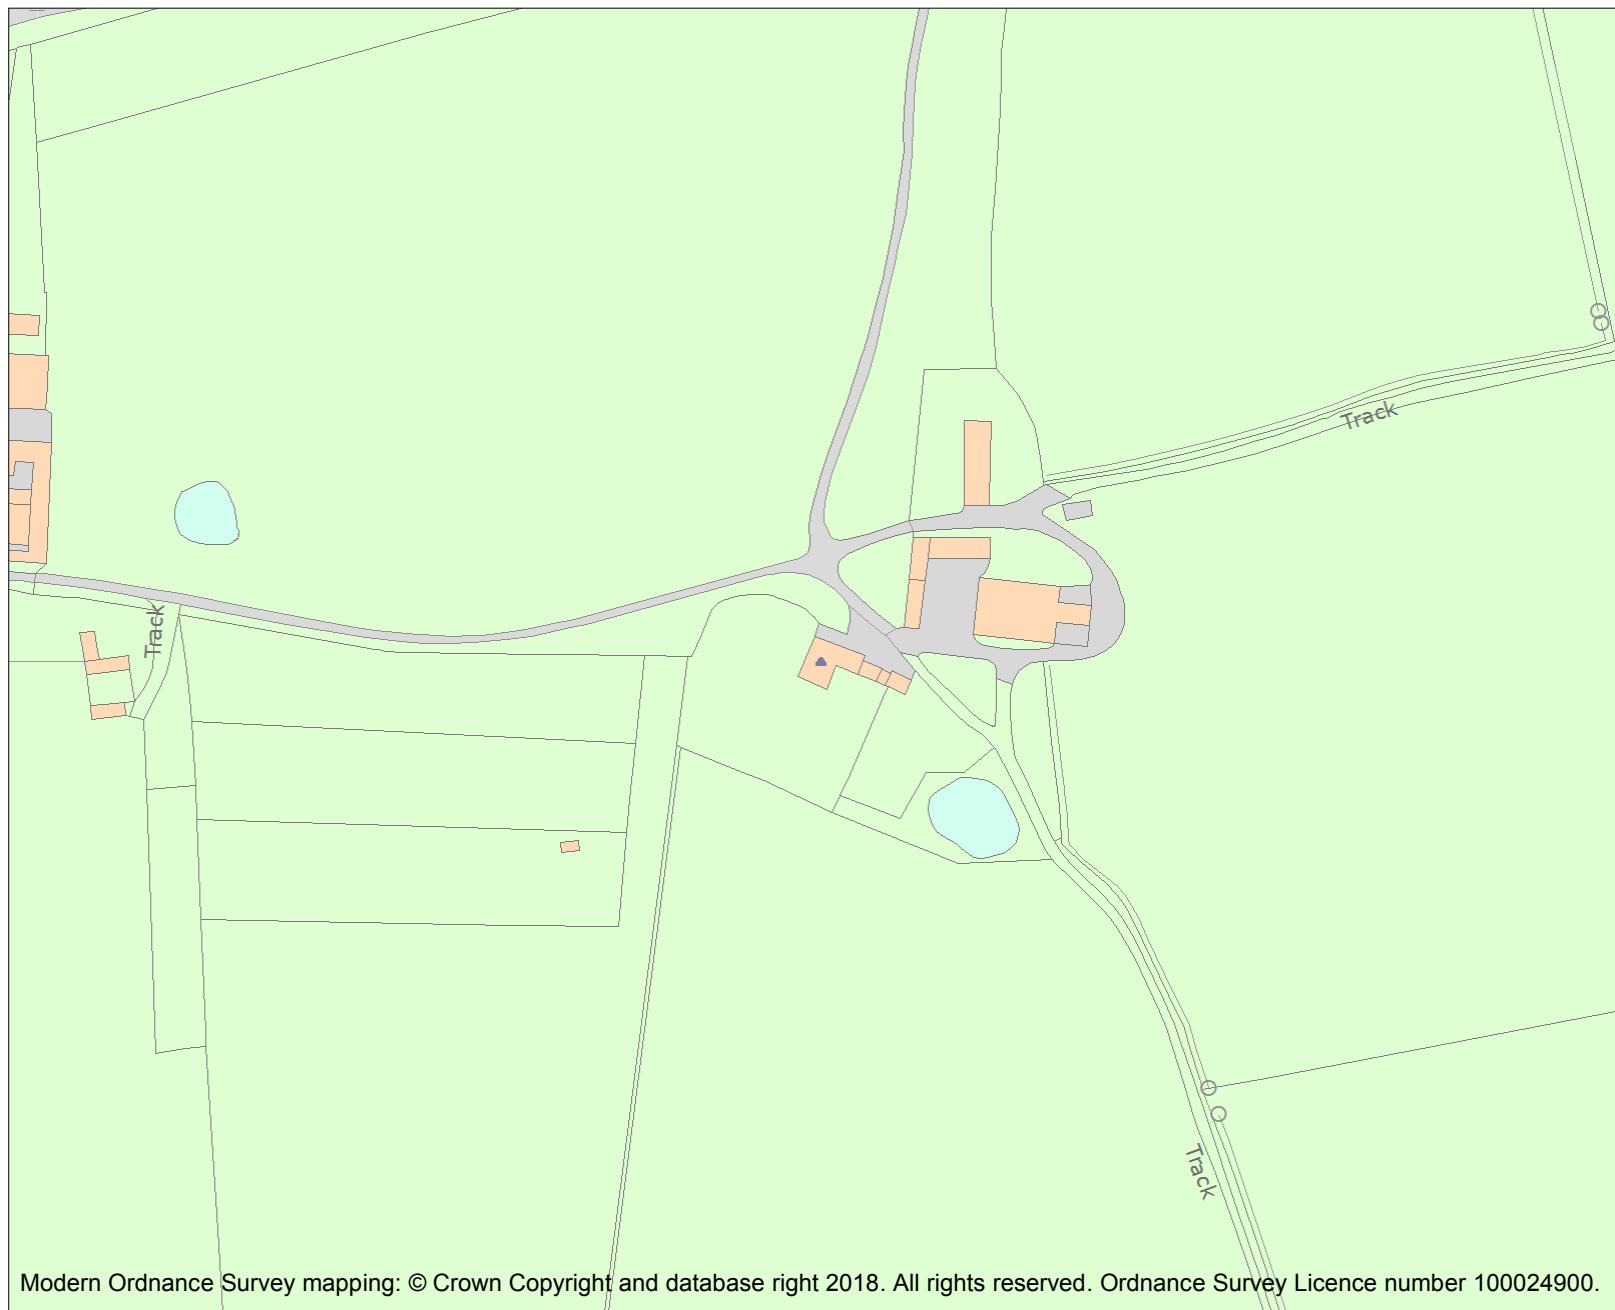 Track
Track
Track
Modern Ordnance Survey mapping: © Crown Copyright and database right 2018. All rights reserved. Ordnance Survey Licence number 100024900.